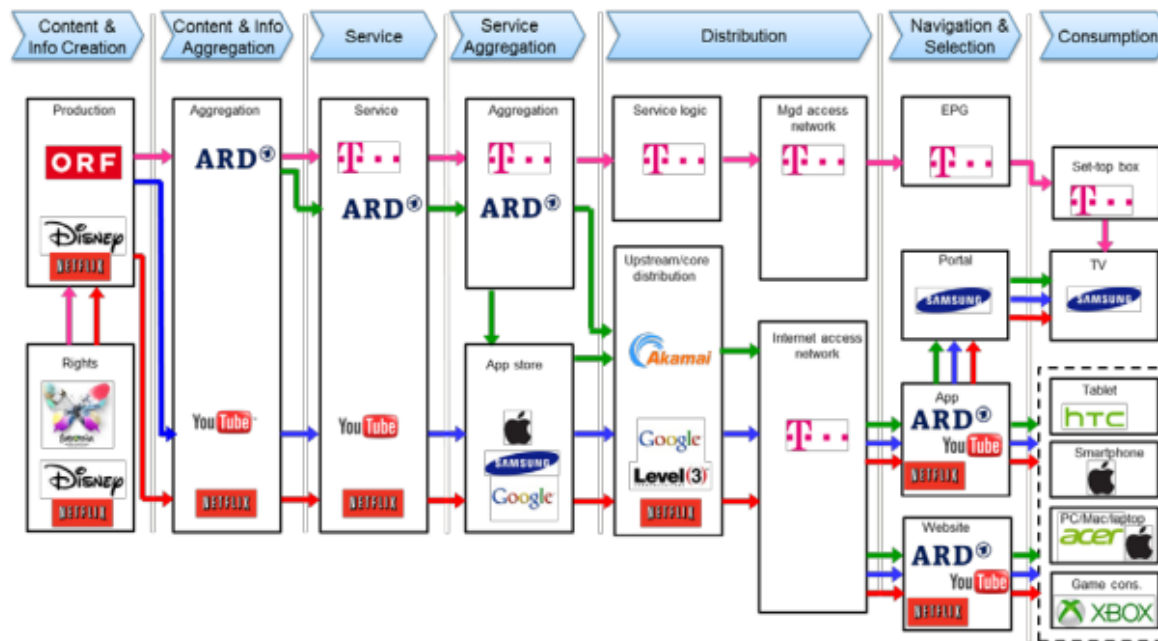 Content &
Info Creation
Content & Info
Aggregation
Service
Service
Aggregation
Distribution
Navigation &
Selection
Consumption
Production
ORF
Disney
NETFLIX
Rights
Disney
NETFLIX
Aggregation
ARD
YouTube
NETFLIX
Service
T
ARD
YouTube
NETFLIX
Aggregation
T
ARD
App store
SAMSUNG
Google
Service logic
T
Upstream/core
distribution
Akamai
Google
Level (3)
NETFLIX
Mgd access
network
T
Internet access
network
T
EPG
T
Portal
SAMSUNG
App
ARD
YouTube
NETFLIX
Website
ARD
YouTube
NETFLIX
Set-top box
T
TV
SAMSUNG
Tablet
hTC
Smartphone
PC/Mac/laptop
acer
Game cons.
XBOX